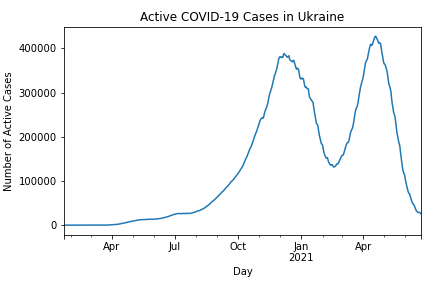 Active COVID-19 Cases in Ukraine
Number of Active Cases
400000
300000
200000
100000
0
Apr
Jul
Oct
Jan
2021
Apr
Day